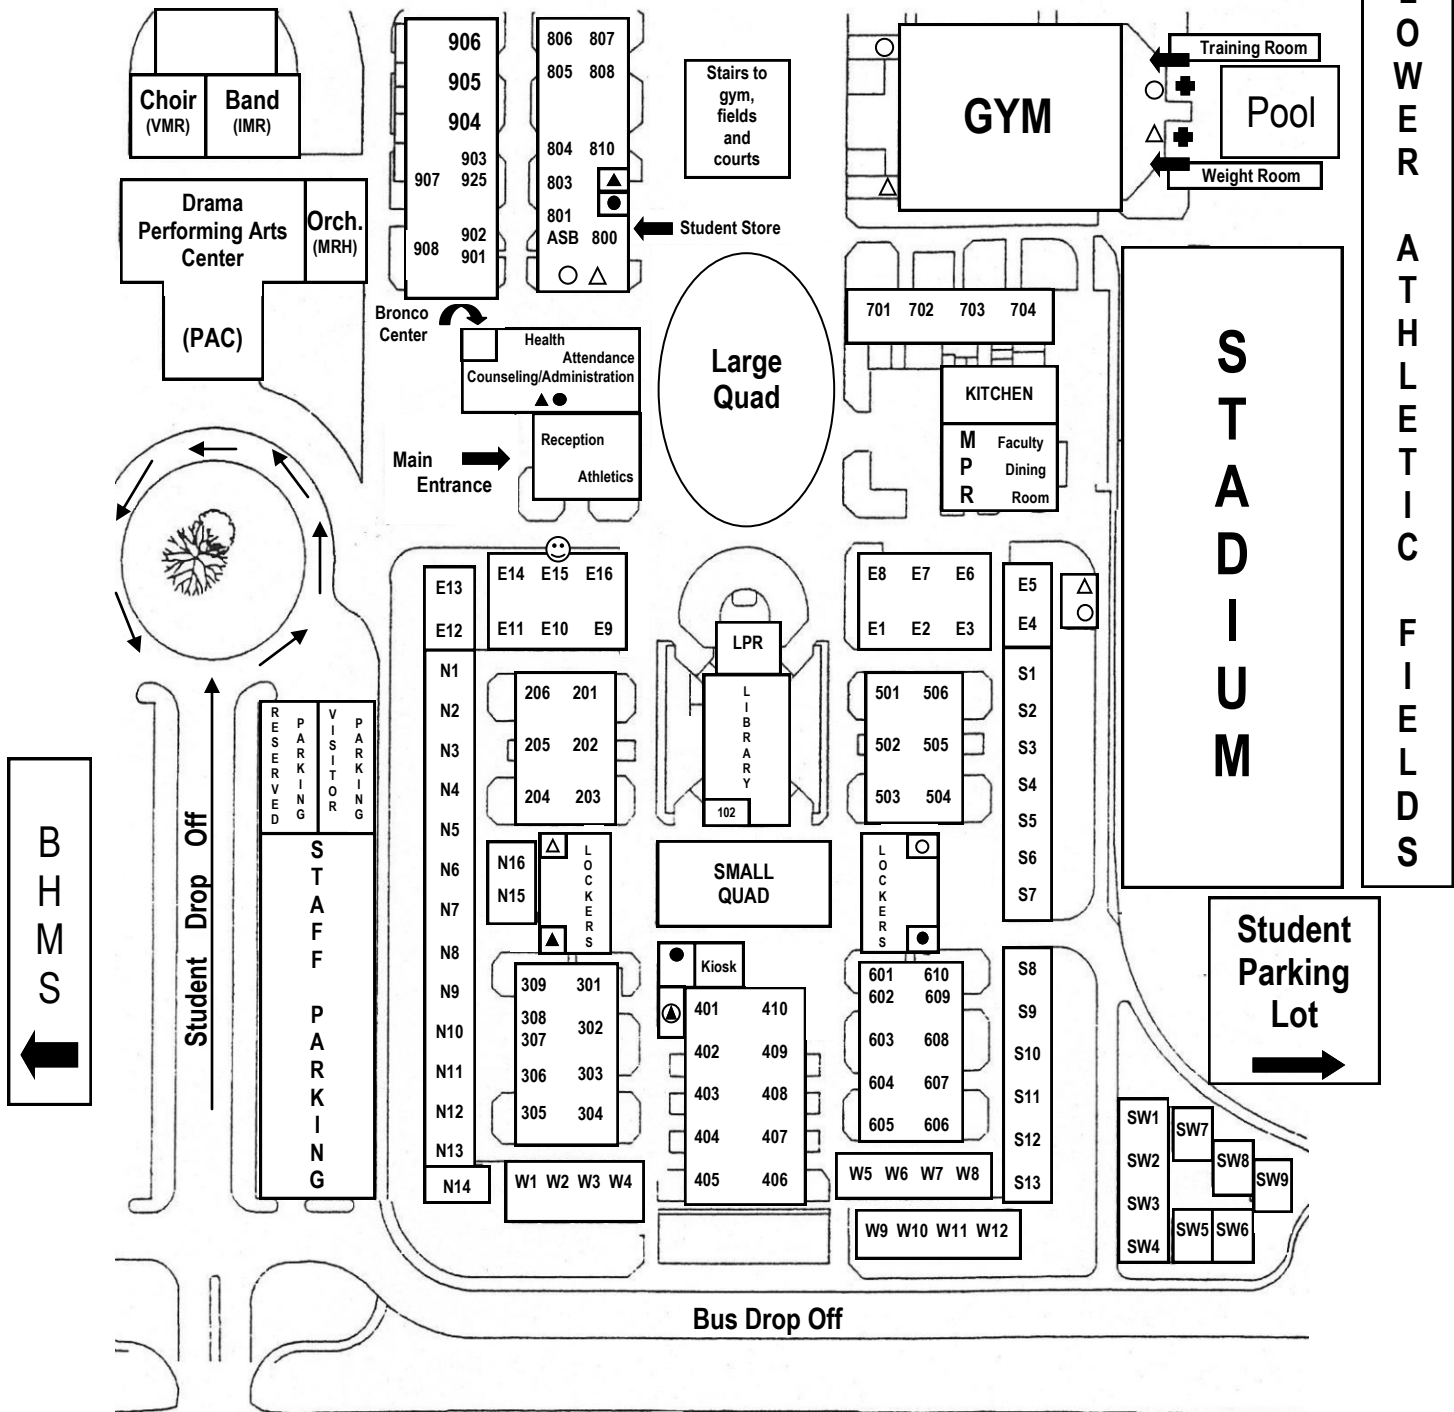 906
905
904
903
907 925
902
908
901
806 807
805 808
804 810
803
801
ASB 800
Student Store
Stairs to
gym,
fields
and
courts
GYM
Training Room
Pool
Weight Room
LOWER ATHLETIC FIELDS
Choir Band
(VMR) (IMR)
Drama
Performing Arts
Center
(PAC)
Orch.
(MRH)
Bronco
Center
Health
Attendance
Counseling/Administration
Reception
Athletics
Main
Entrance
Large
Quad
701 702 703 704
KITCHEN
MPR
Faculty
Dining
Room
STADIUM
E13
E12
E14 E15 E16
E11 E10 E9
LPR
LIBRARY
102
E8 E7 E6
E1 E2 E3
E5
E4
N1
N2
N3
N4
N5
N6
N7
N8
N9
N10
N11
N12
N13
N14
206 201
205 202
204 203
501 506
502 505
503 504
S1
S2
S3
S4
S5
S6
S7
RESERVED PARKING
VISITOR PARKING
STAFF PARKING
Student Drop Off
BHMS
N16
N15
LOCKERS
SMALL
QUAD
LOCKERS
Kiosk
309 301
308
307 302
306 303
305 304
401 410
402 409
403 408
404 407
405 406
601 610
602 609
603 608
604 607
605 606
S8
S9
S10
S11
S12
S13
Student
Parking
Lot
W1 W2 W3 W4
W5 W6 W7 W8
W9 W10 W11 W12
SW1
SW2
SW3
SW4
SW7
SW8
SW9
SW5 SW6
Bus Drop Off